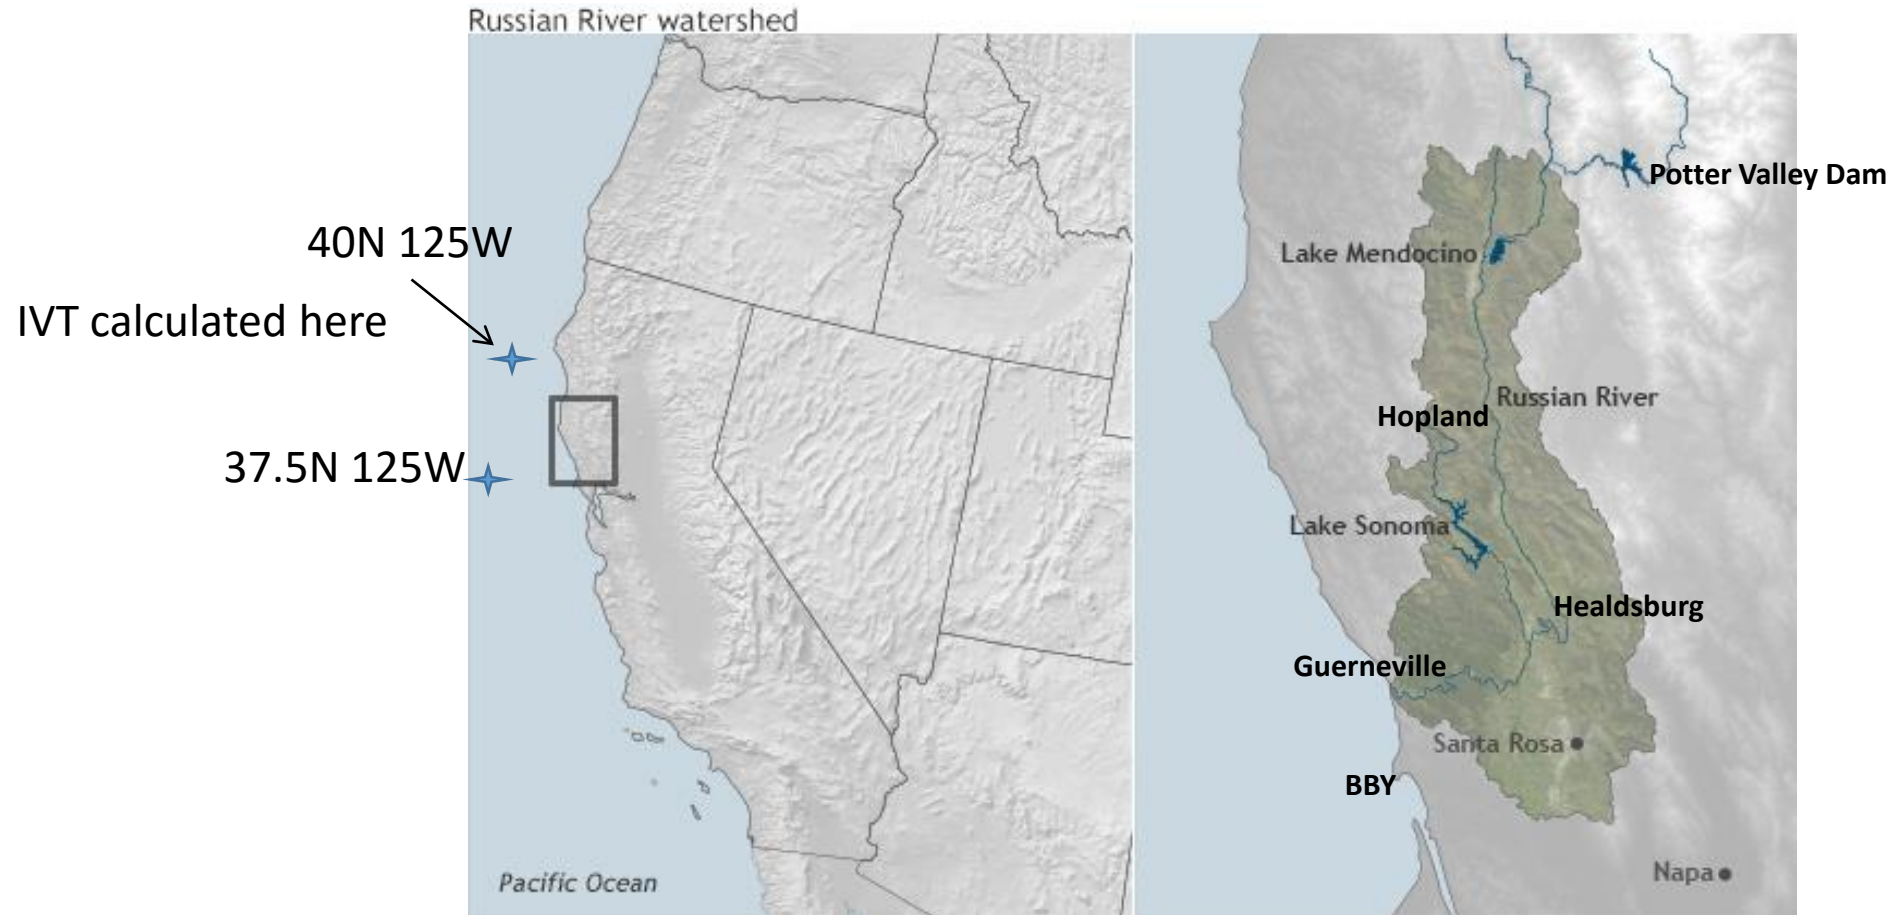 Russian River watershed
40N 125W
IVT calculated here
37.5N 125W
Pacific Ocean
Potter Valley Dam
Lake Mendocino
Russian River
Hopland
Lake Sonoma
Healdsburg
Guerneville
Santa Rosa
BBY
Napa